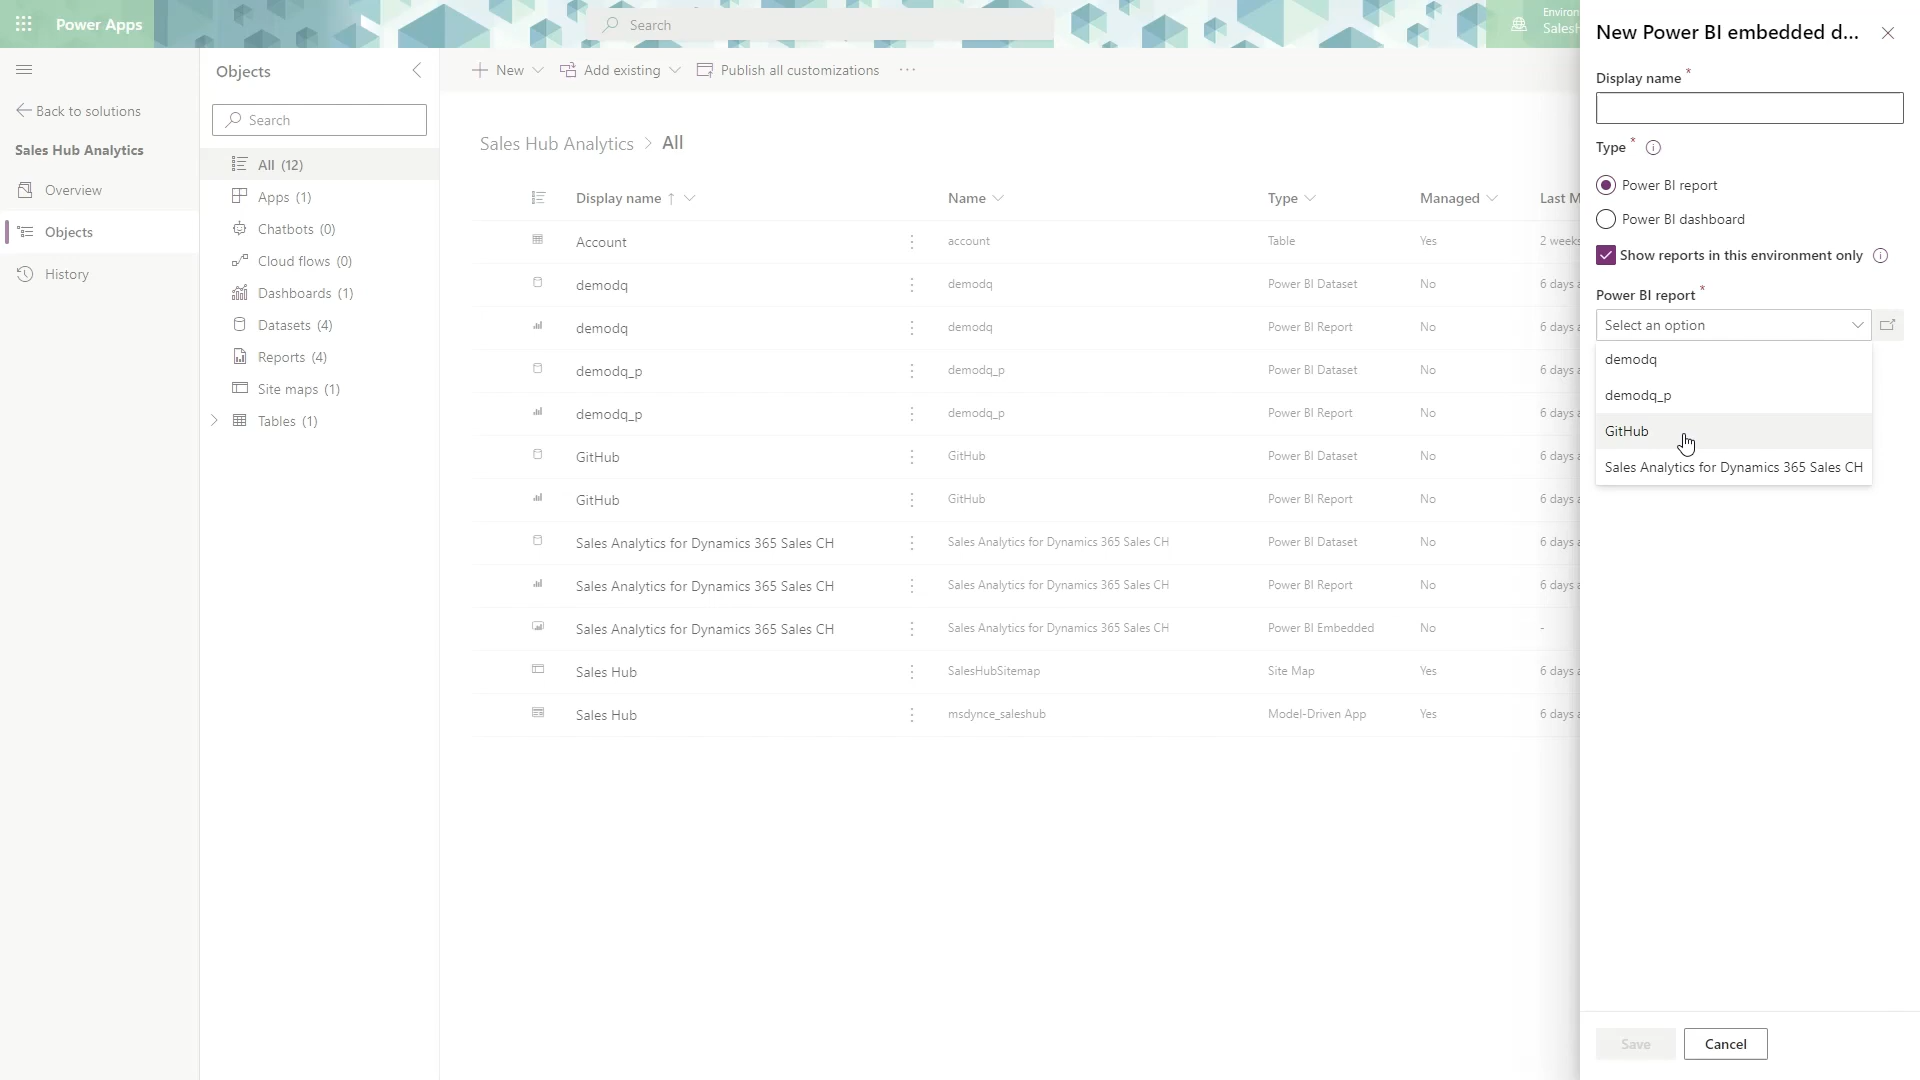 Power Apps
Search
Environ
SalesH
Back to solutions
Sales Hub Analytics
Overview
Objects
History
Objects
Search
All (12)
Apps (1)
Chatbots (0)
Cloud flows (0)
Dashboards (1)
Datasets (4)
Reports (4)
Site maps (1)
Tables (1)
New Add existing Publish all customizations ...
Sales Hub Analytics > All
Display name ↑ Name Type Managed Last M
Account account Table Yes 2 weeks
demodq demodq Power BI Dataset No 6 days a
demodq demodq Power BI Report No 6 days a
demodq_p demodq_p Power BI Dataset No 6 days a
demodq_p demodq_p Power BI Report No 6 days a
GitHub GitHub Power BI Dataset No 6 days a
GitHub GitHub Power BI Report No 6 days a
Sales Analytics for Dynamics 365 Sales CH Sales Analytics for Dynamics 365 Sales CH Power BI Dataset No 6 days a
Sales Analytics for Dynamics 365 Sales CH Sales Analytics for Dynamics 365 Sales CH Power BI Report No 6 days a
Sales Analytics for Dynamics 365 Sales CH Sales Analytics for Dynamics 365 Sales CH Power BI Embedded No -
Sales Hub SalesHubSitemap Site Map Yes 6 days a
Sales Hub msdynce_saleshub Model-Driven App Yes 6 days a
New Power BI embedded d...
Display name *
Type *
Power BI report
Power BI dashboard
Show reports in this environment only
Power BI report *
Select an option
demodq
demodq_p
GitHub
Sales Analytics for Dynamics 365 Sales CH
Save Cancel